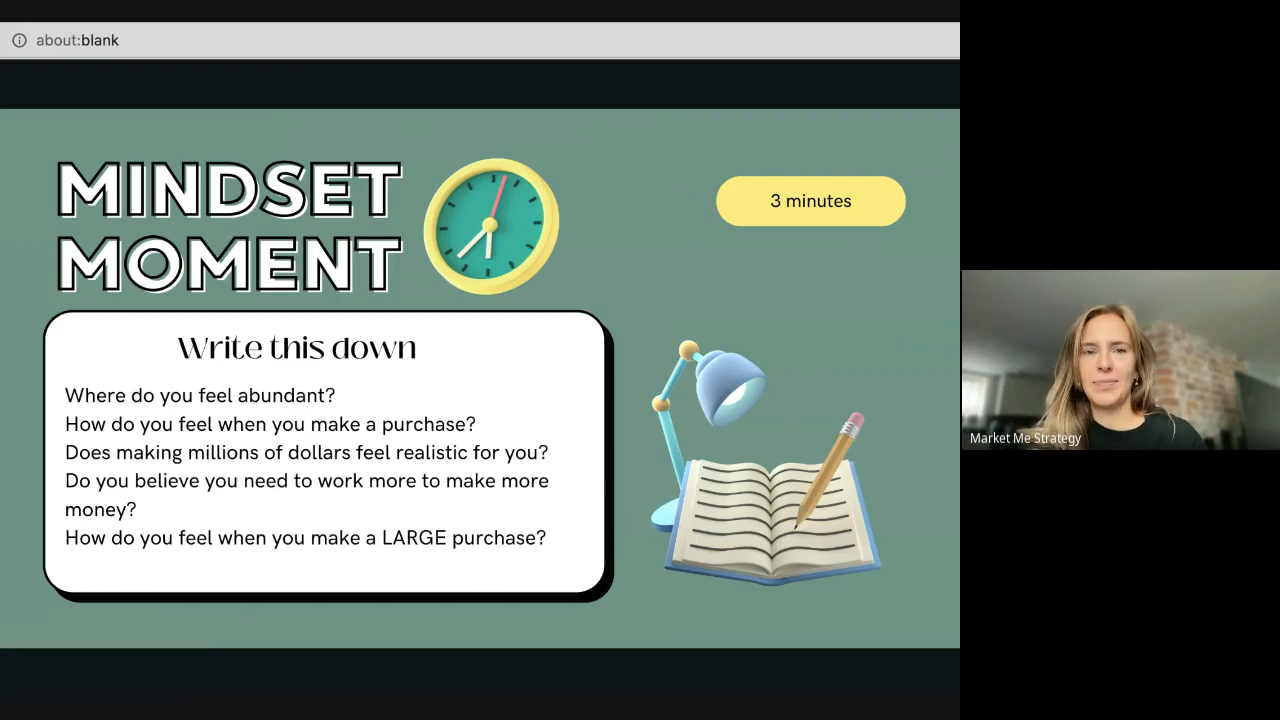 about:blank
MINDSET
MOMENT
3 minutes
Write this down
Where do you feel abundant?
How do you feel when you make a purchase?
Does making millions of dollars feel realistic for you?
Do you believe you need to work more to make more
money?
How do you feel when you make a LARGE purchase?
Market Me Strategy